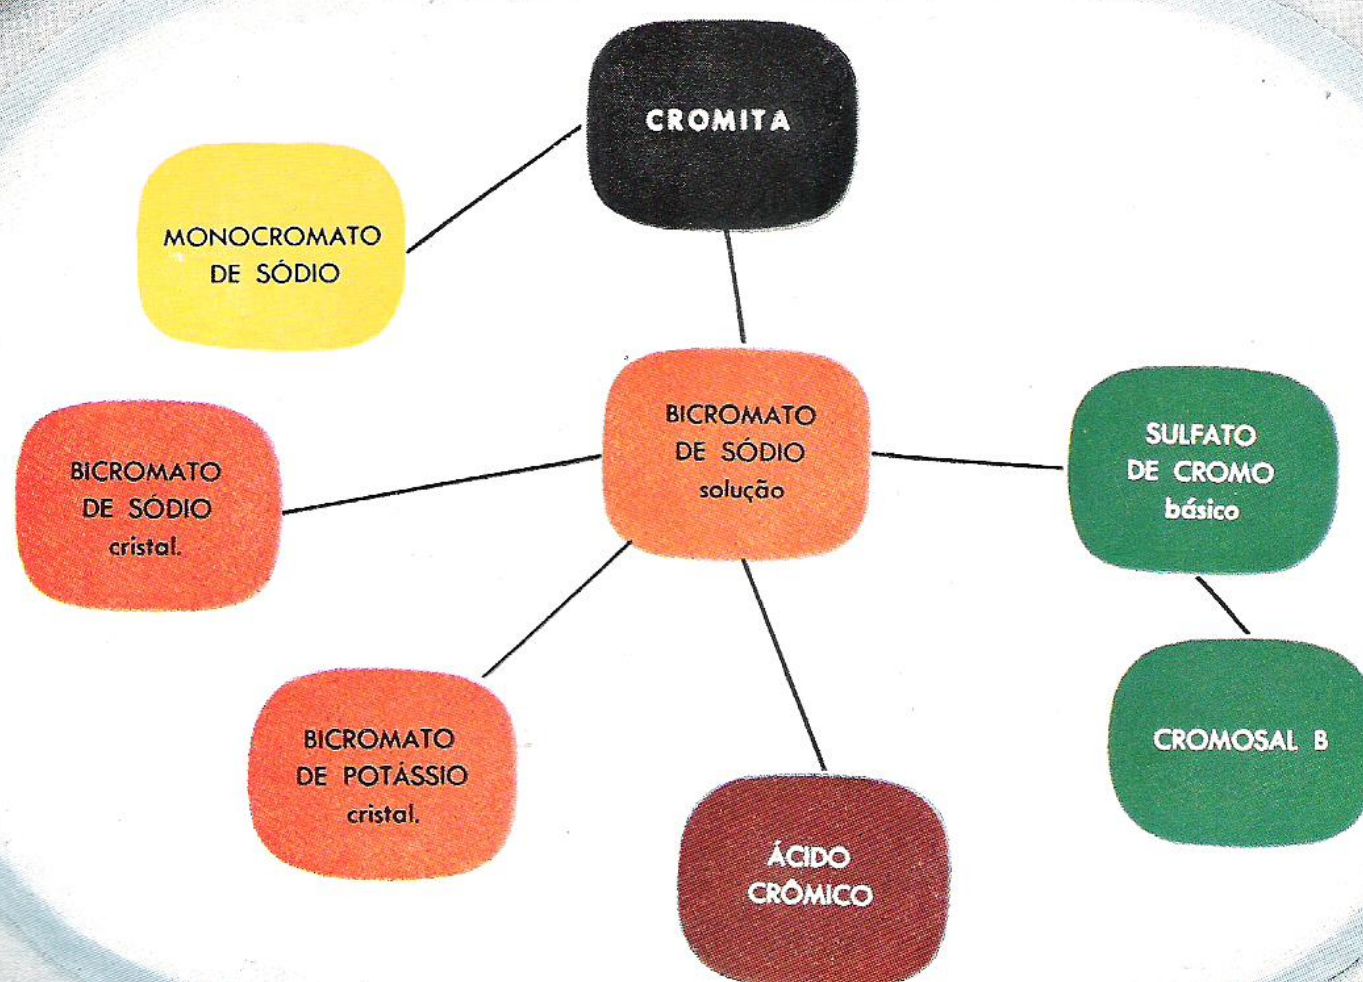 CROMITA
MONOCROMATO
DE SÓDIO
BICROMATO
DE SÓDIO
solução
SULFATO
DE CROMO
básico
BICROMATO
DE SÓDIO
cristal.
BICROMATO
DE POTÁSSIO
cristal.
CROMOSAL B
ÁCIDO
CRÔMICO